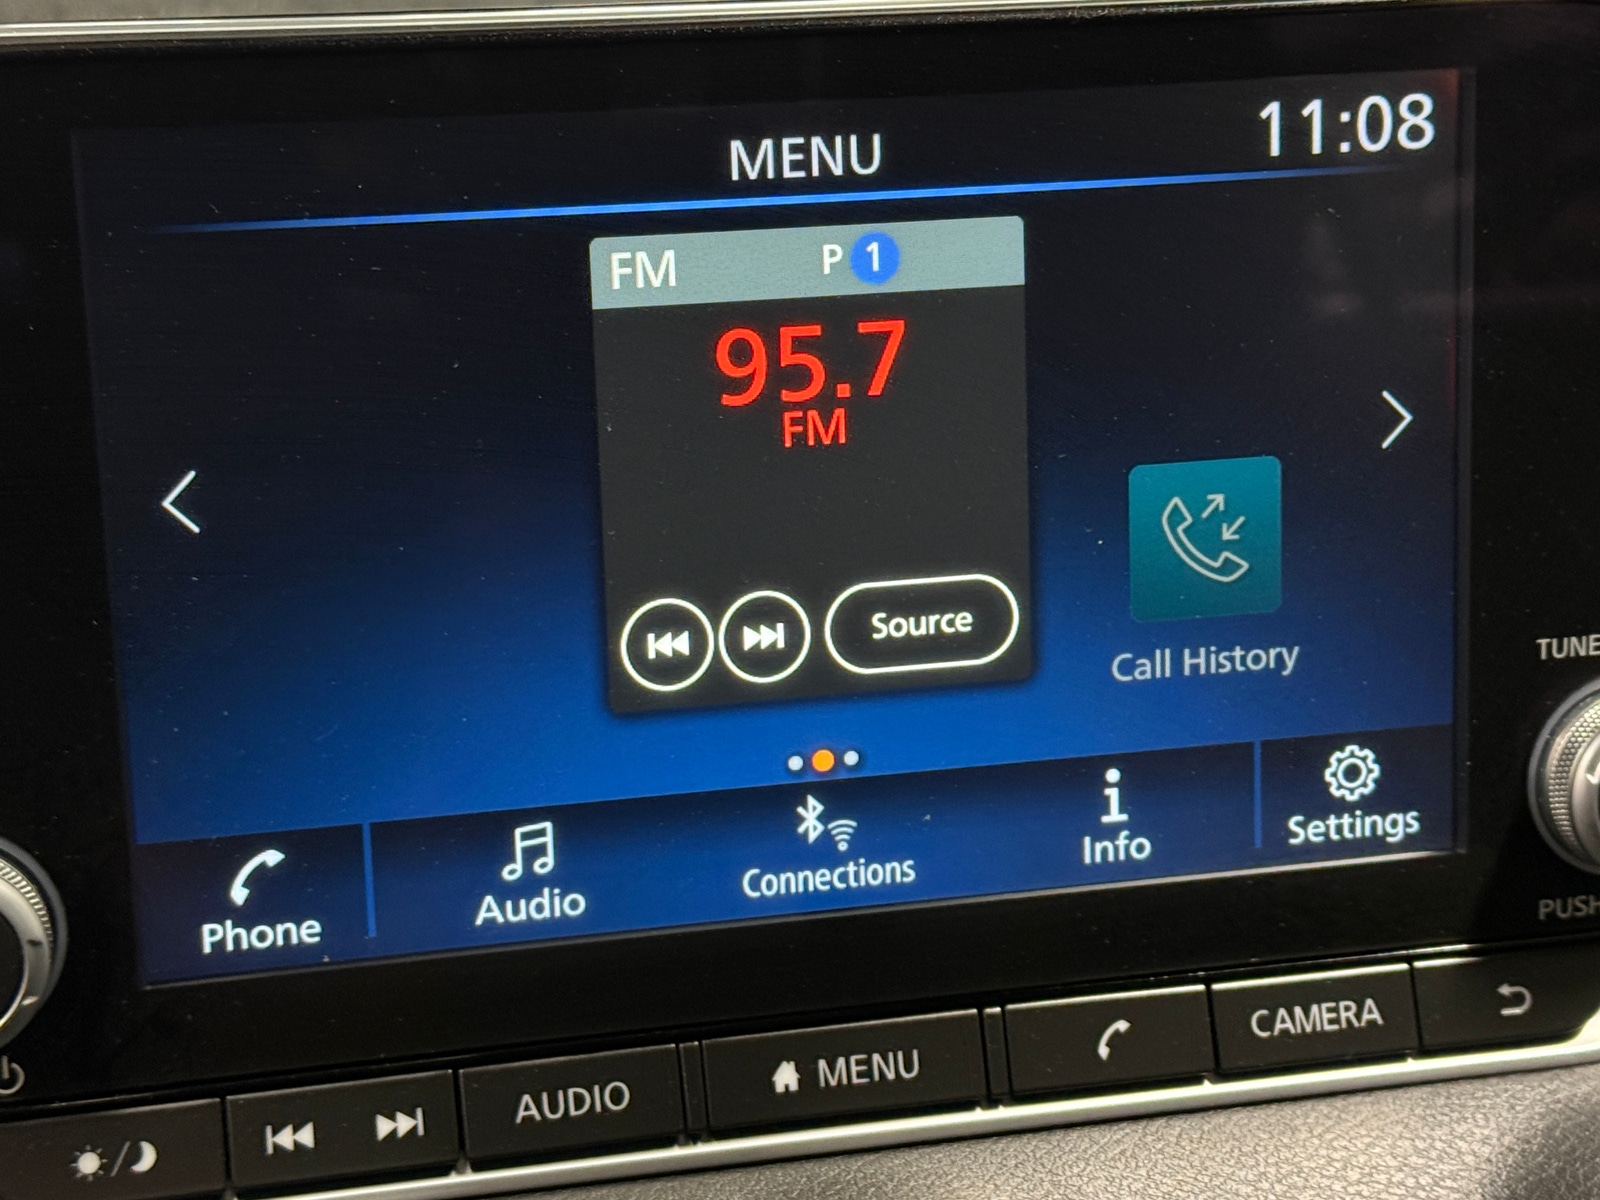 MENU
11:08
FM P 1
95.7
FM
Source
Call History
Phone
Audio
Connections
Info
Settings
TUNE
PUSH
AUDIO
MENU
CAMERA